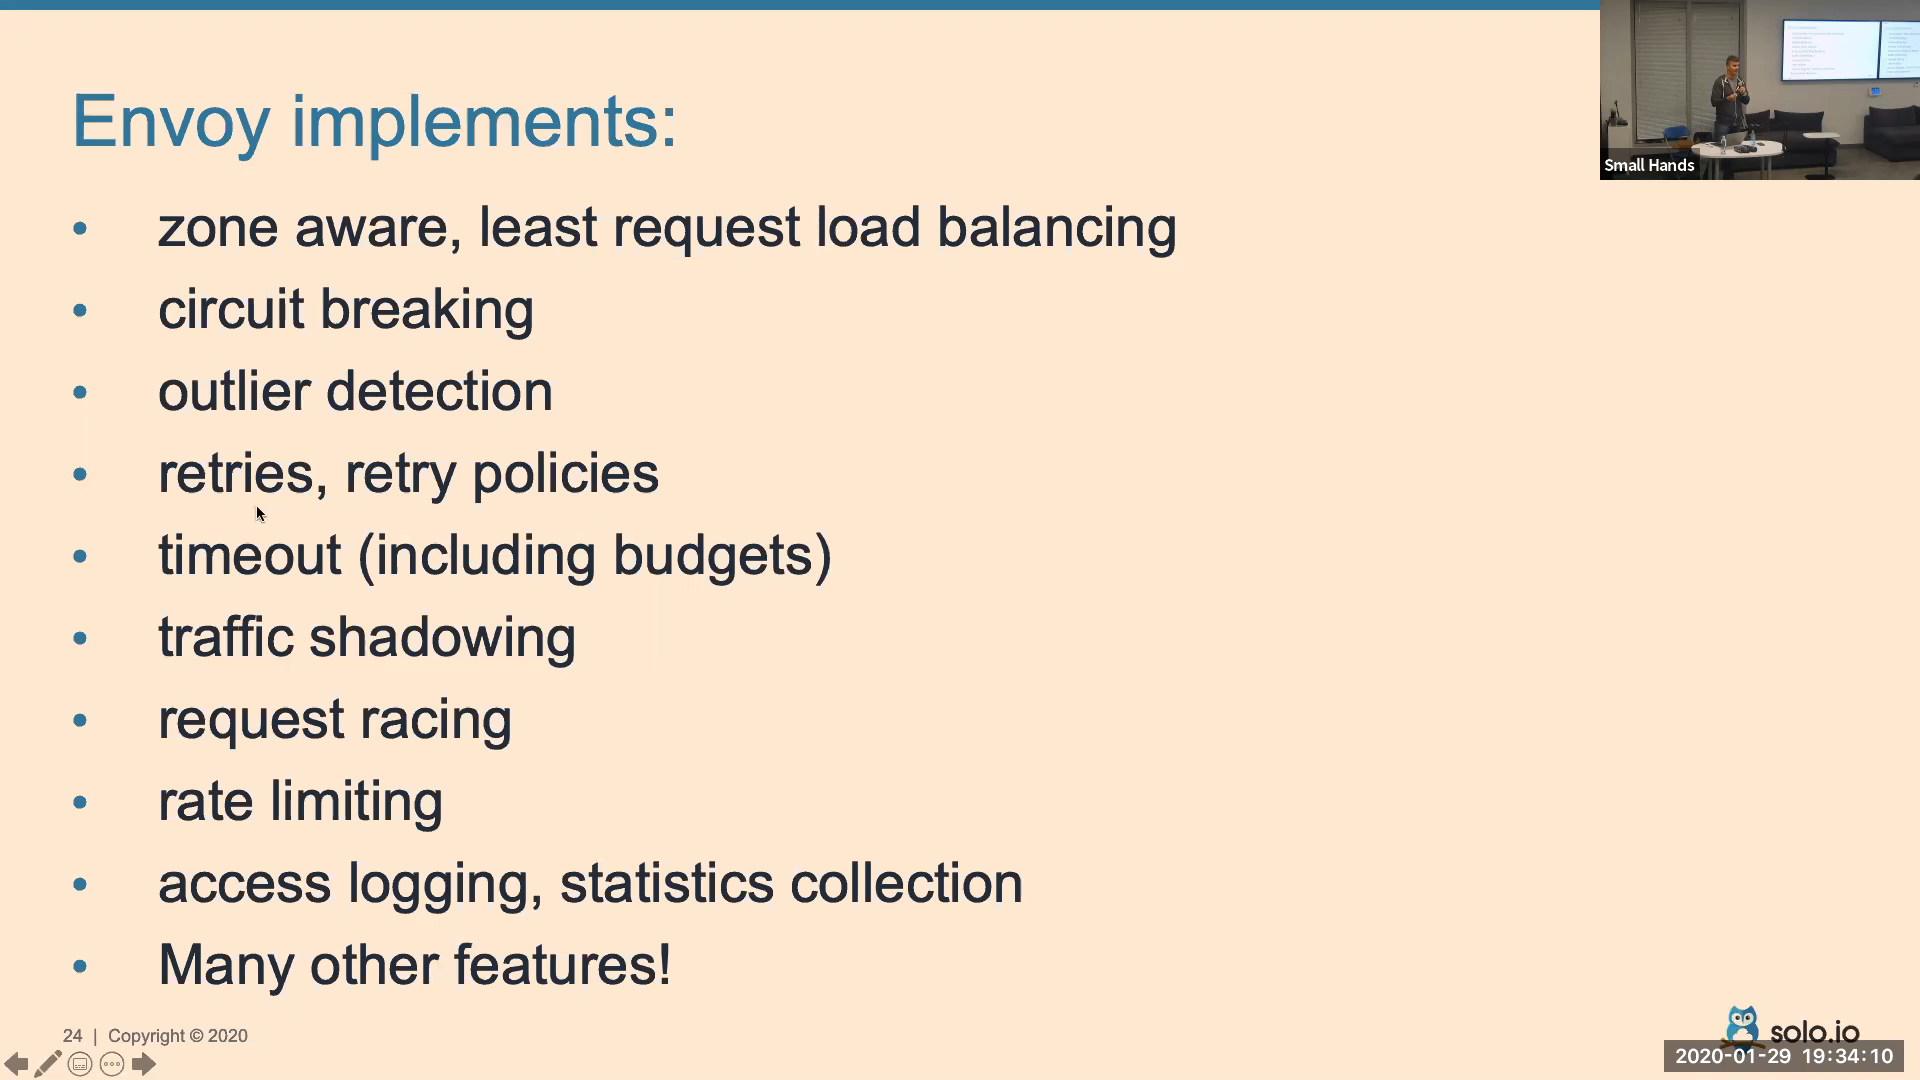 Envoy implements:
• zone aware, least request load balancing
• circuit breaking
• outlier detection
• retries, retry policies
• timeout (including budgets)
• traffic shadowing
• request racing
• rate limiting
• access logging, statistics collection
• Many other features!
24 | Copyright © 2020
solo.io
2020-01-29 19:34:10
Small Hands